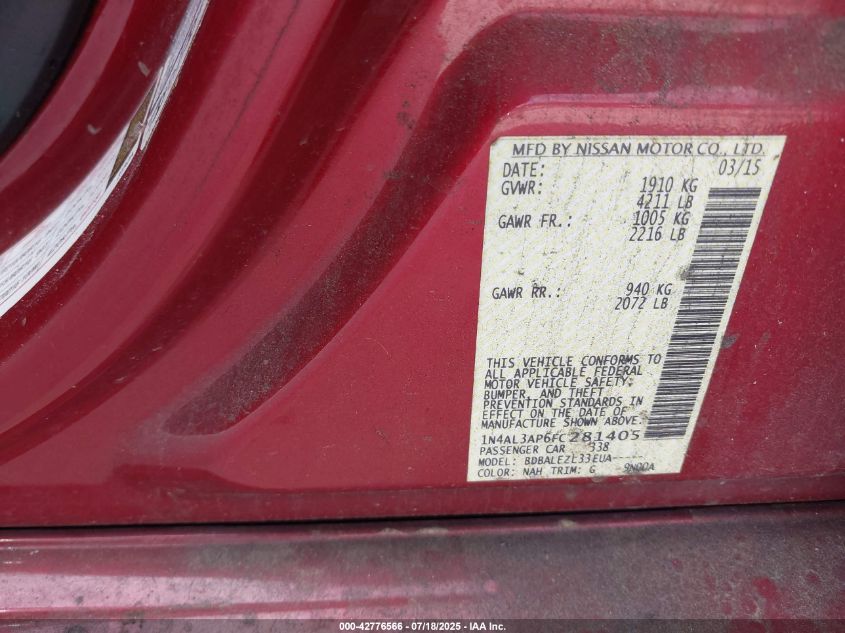 MFD BY NISSAN MOTOR CO., LTD.
DATE: 03/15
GVWR: 1910 KG
4211 LB
GAWR FR.: 1005 KG
2216 LB
GAWR RR.: 940 KG
2072 LB
THIS VEHICLE CONFORMS TO
ALL APPLICABLE FEDERAL
MOTOR VEHICLE SAFETY,
BUMPER, AND THEFT
PREVENTION STANDARDS IN
EFFECT ON THE DATE OF
MANUFACTURE SHOWN ABOVE.
1N4AL3AP6FC281405
PASSENGER CAR 338
MODEL: BDBALEZL33EUA-----
COLOR: NAH TRIM: G 9N00A
000-42776566 - 07/18/2025 - IAA Inc.